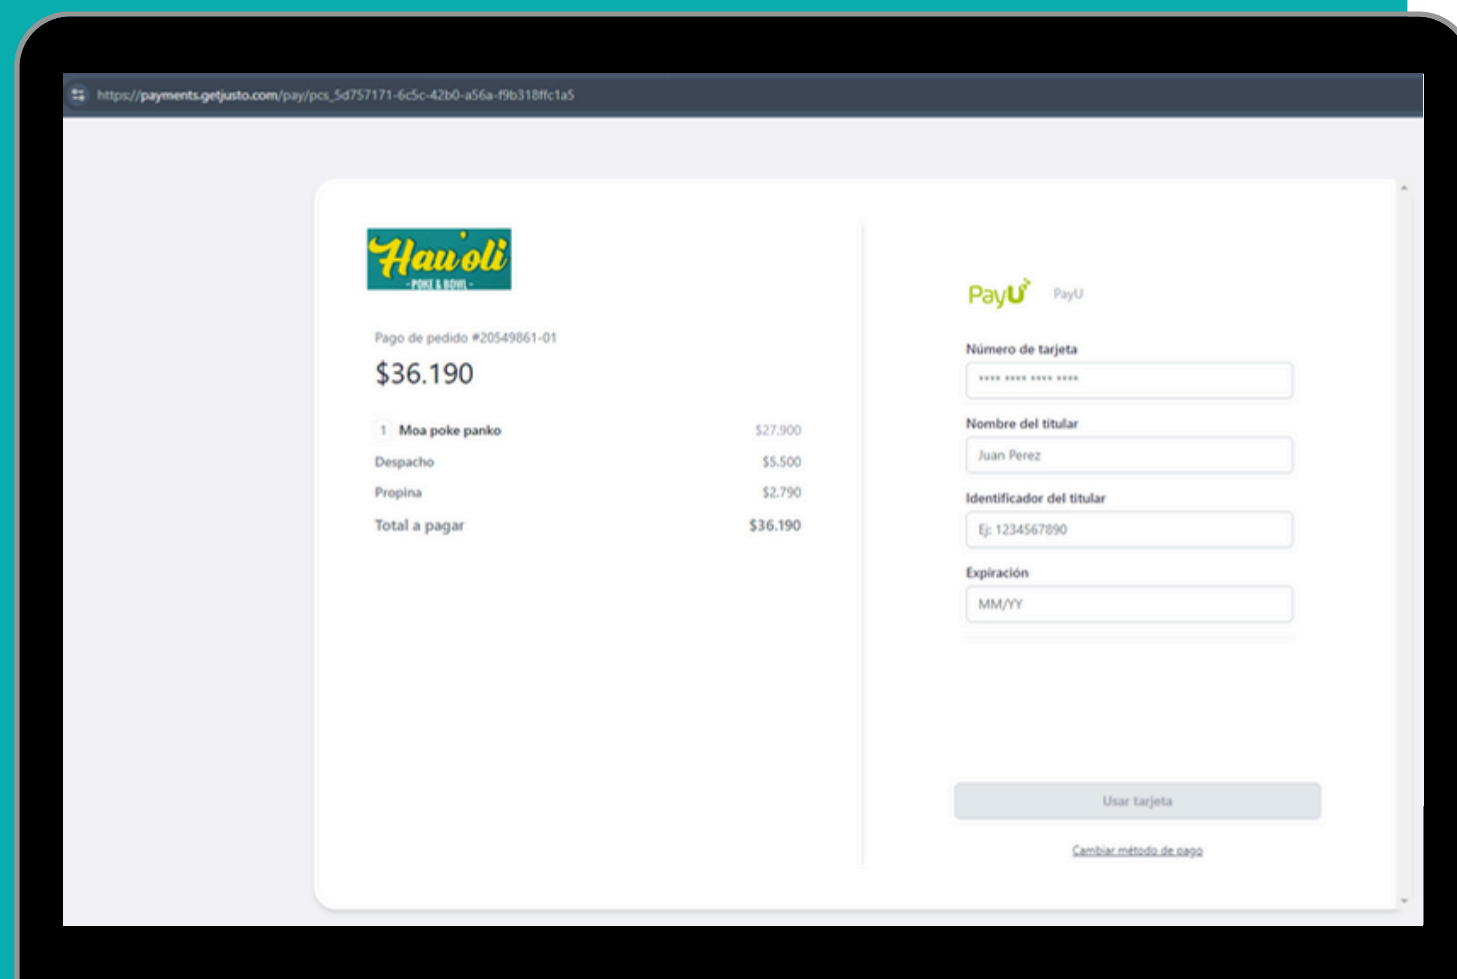 https://payments.getjusto.com/pay/pcs_5d757171-6c5c-42b0-a56a-f9b318ffc1a5
Hau'oli
- POKE & BOWL -
Pago de pedido #20549861-01
$36.190
1 Moa poke panko $27.900
Despacho $5.500
Propina $2.790
Total a pagar $36.190
PayU PayU
Número de tarjeta
**** **** **** ****
Nombre del titular
Juan Perez
Identificador del titular
Ej: 1234567890
Expiración
MM/YY
Usar tarjeta
Cambiar método de pago